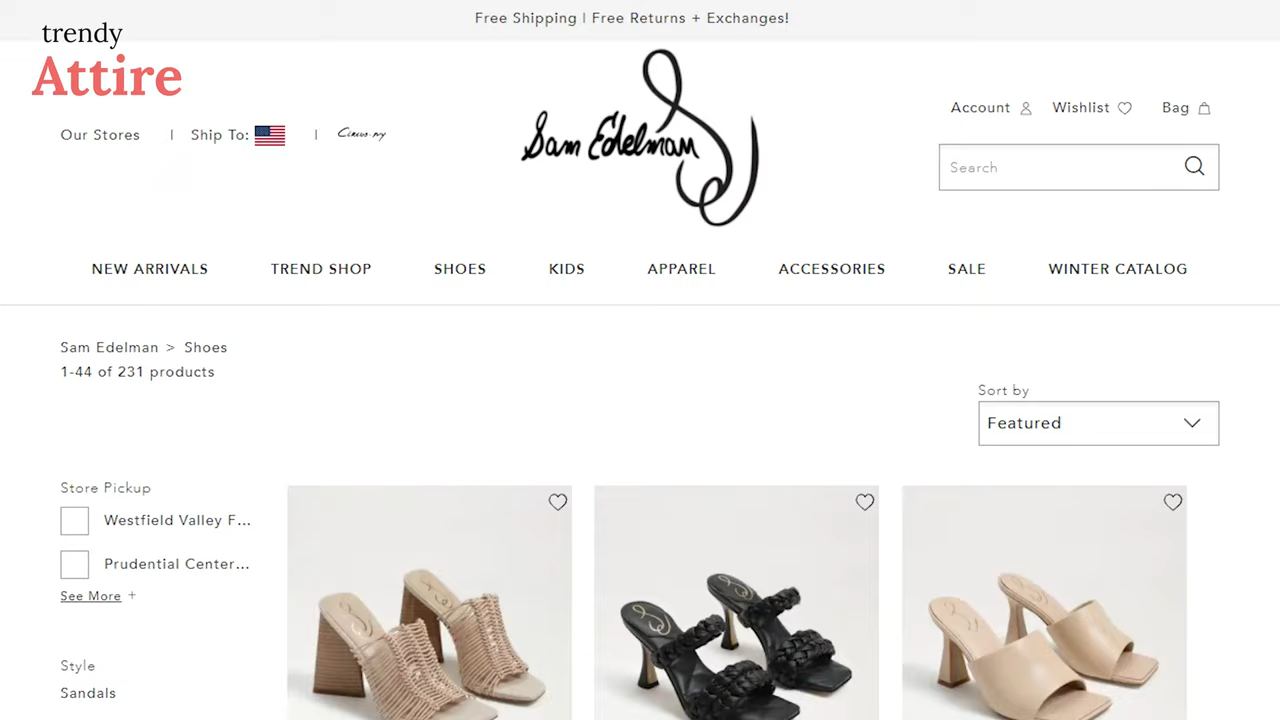 Free Shipping | Free Returns + Exchanges!
trendy
Attire
Sam Edelman
Account
Wishlist
Bag
Our Stores | Ship To: | Circus.ny
Search
NEW ARRIVALS TREND SHOP SHOES KIDS APPAREL ACCESSORIES SALE WINTER CATALOG
Sam Edelman > Shoes
1-44 of 231 products
Sort by
Featured
Store Pickup
Westfield Valley F...
Prudential Center...
See More +
Style
Sandals